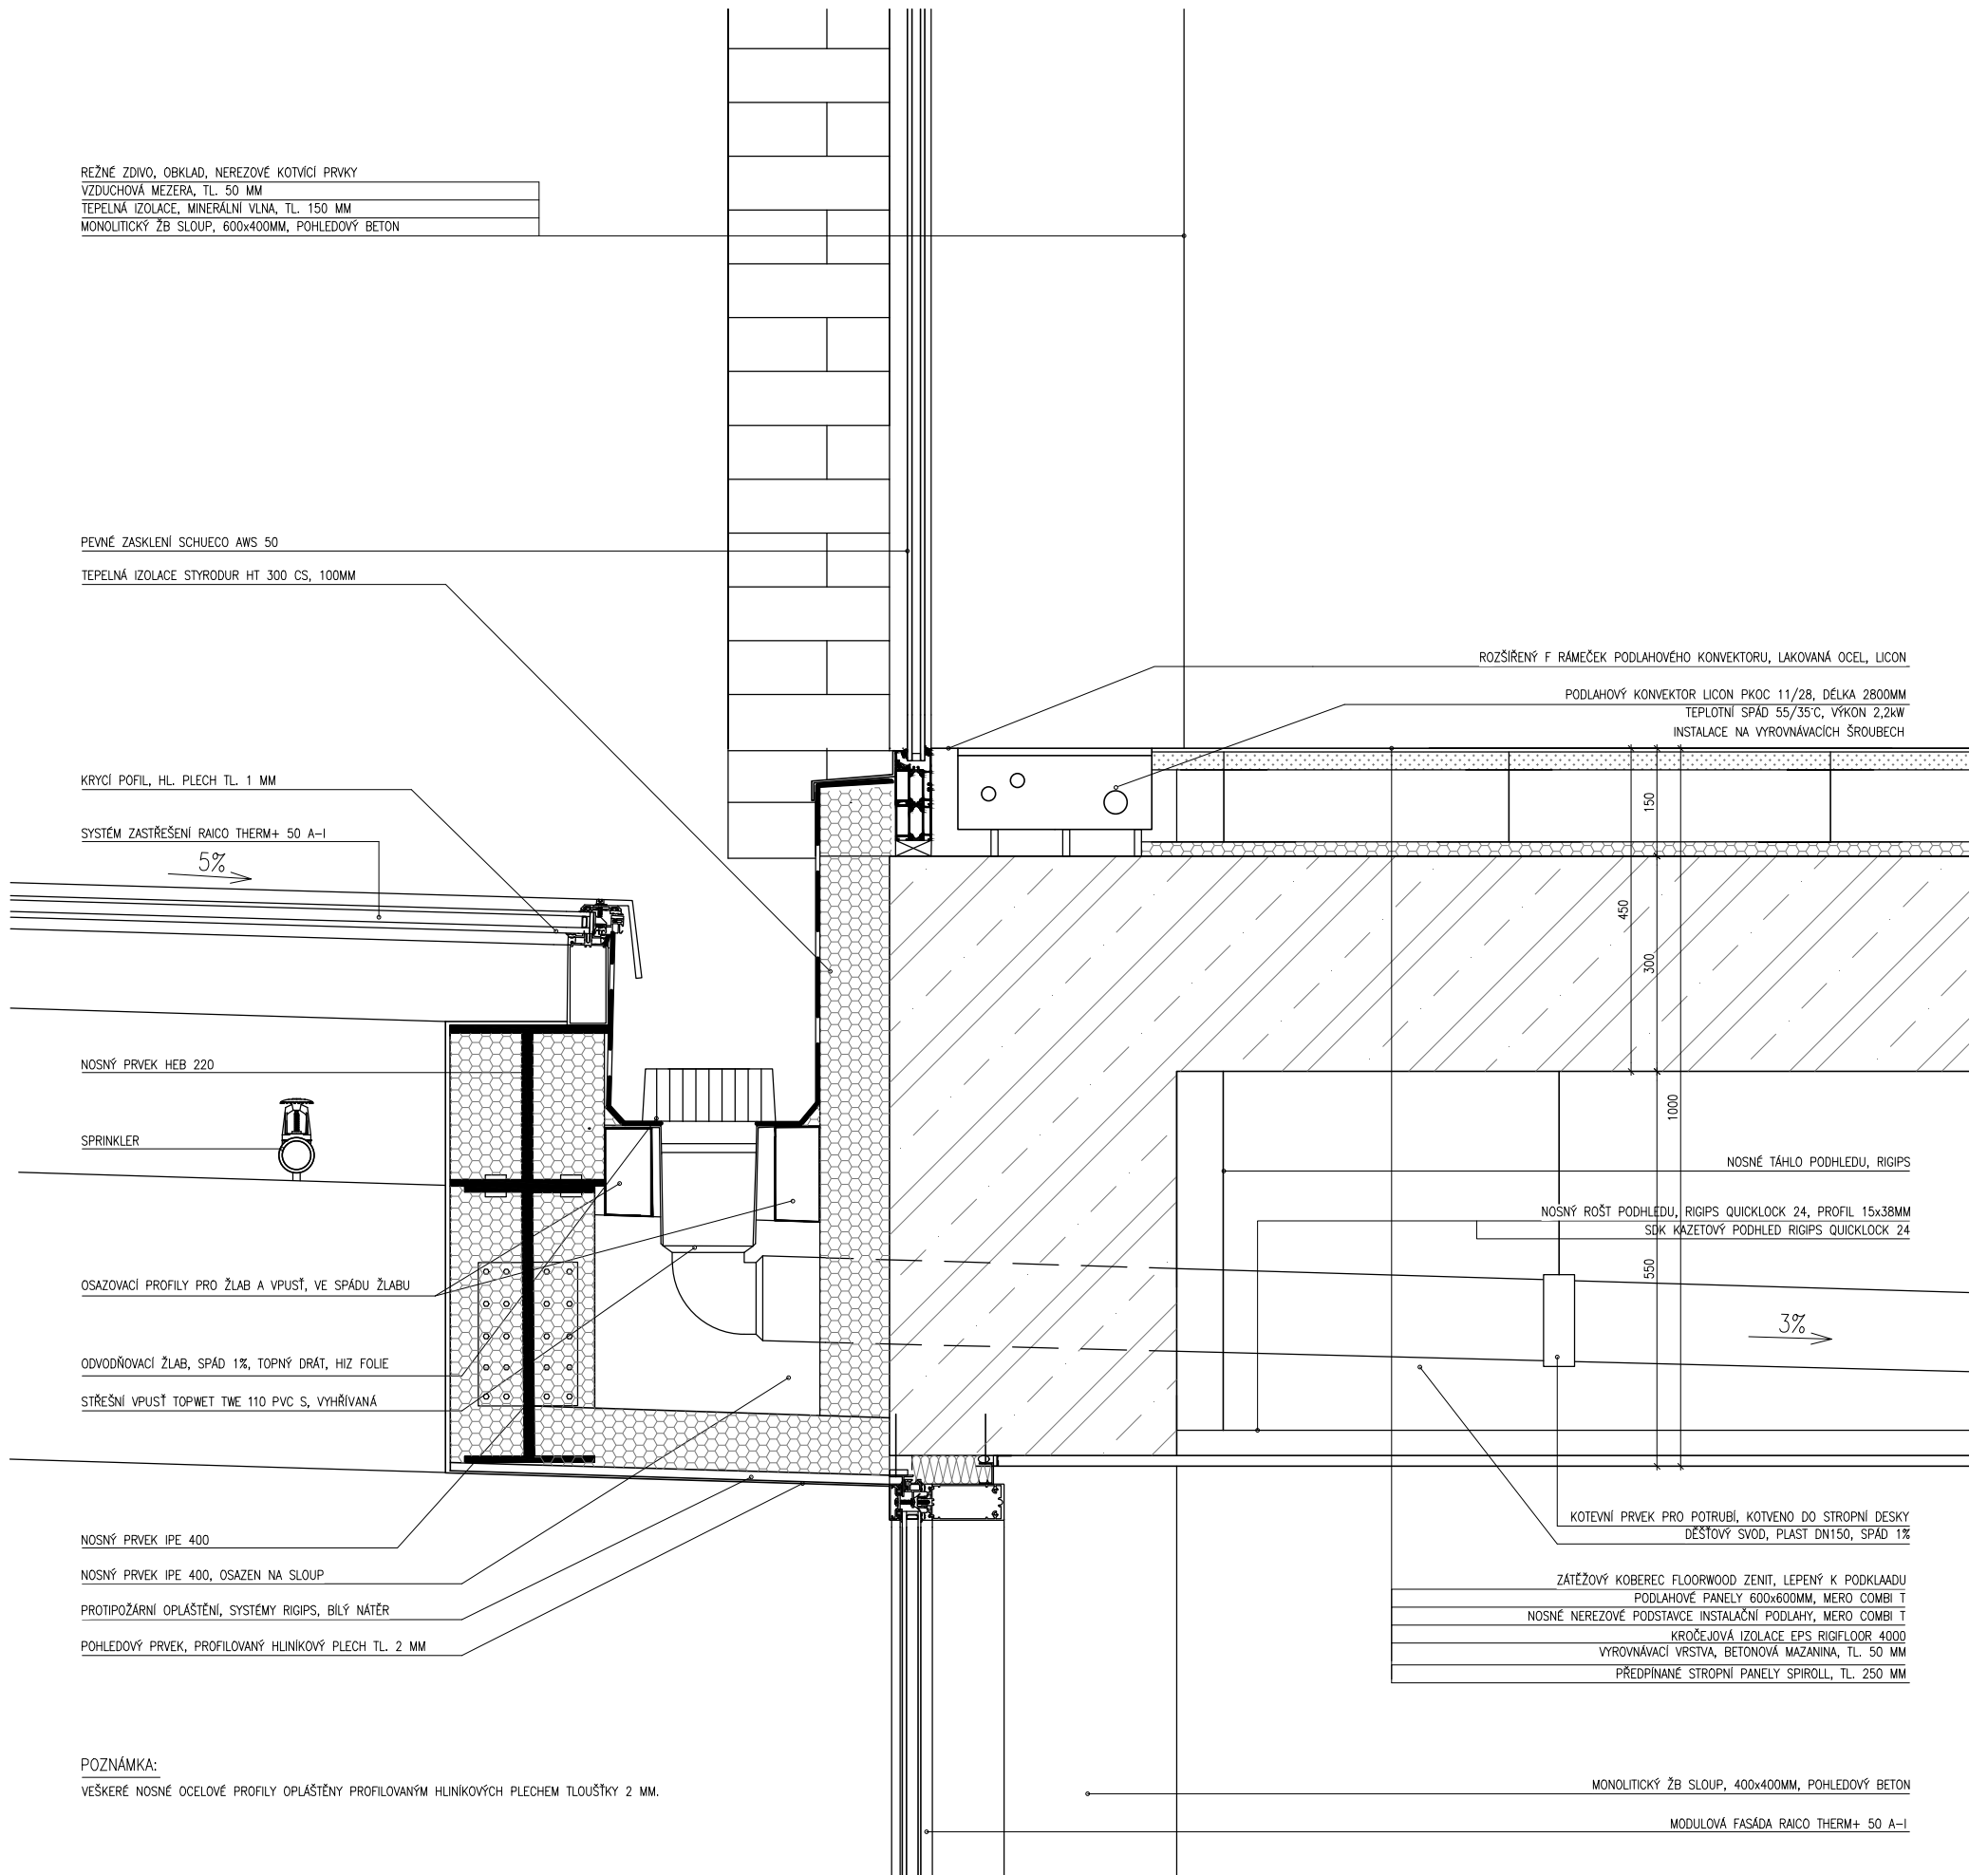 REŽNÉ ZDIVO, OBKLAD, NEREZOVÉ KOTVÍCÍ PRVKY
VZDUCHOVÁ MEZERA, TL. 50 MM
TEPELNÁ IZOLACE, MINERÁLNÍ VLNA, TL. 150 MM
MONOLITICKÝ ŽB SLOUP, 600x400MM, POHLEDOVÝ BETON
PEVNÉ ZASKLENÍ SCHUECO AWS 50
TEPELNÁ IZOLACE STYRODUR HT 300 CS, 100MM
KRYCÍ POFIL, HL. PLECH TL. 1 MM
SYSTÉM ZASTŘEŠENÍ RAICO THERM+ 50 A-I
5%
NOSNÝ PRVEK HEB 220
SPRINKLER
OSAZOVACÍ PROFILY PRO ŽLAB A VPUSŤ, VE SPÁDU ŽLABU
ODVODŇOVACÍ ŽLAB, SPÁD 1%, TOPNÝ DRÁT, HIZ FOLIE
STŘEŠNÍ VPUSŤ TOPWET TWE 110 PVC S, VYHŘÍVANÁ
NOSNÝ PRVEK IPE 400
NOSNÝ PRVEK IPE 400, OSAZEN NA SLOUP
PROTIPOŽÁRNÍ OPLÁŠTĚNÍ, SYSTÉMY RIGIPS, BÍLÝ NÁTĚR
POHLEDOVÝ PRVEK, PROFILOVANÝ HLINÍKOVÝ PLECH TL. 2 MM
POZNÁMKA:
VEŠKERÉ NOSNÉ OCELOVÉ PROFILY OPLÁŠTĚNY PROFILOVANÝM HLINÍKOVÝCH PLECHEM TLOUŠŤKY 2 MM.
ROZŠÍŘENÝ F RÁMEČEK PODLAHOVÉHO KONVEKTORU, LAKOVANÁ OCEL, LICON
PODLAHOVÝ KONVEKTOR LICON PKOC 11/28, DÉLKA 2800MM
TEPLOTNÍ SPÁD 55/35°C, VÝKON 2,2kW
INSTALACE NA VYROVNÁVACÍCH ŠROUBECH
150
450
300
1000
550
NOSNÉ TÁHLO PODHLEDU, RIGIPS
NOSNÝ ROŠT PODHLEDU, RIGIPS QUICKLOCK 24, PROFIL 15x38MM
SDK KAZETOVÝ PODHLED RIGIPS QUICKLOCK 24
3%
KOTEVNÍ PRVEK PRO POTRUBÍ, KOTVENO DO STROPNÍ DESKY
DEŠŤOVÝ SVOD, PLAST DN150, SPÁD 1%
ZÁTĚŽOVÝ KOBEREC FLOORWOOD ZENIT, LEPENÝ K PODKLAADU
PODLAHOVÉ PANELY 600x600MM, MERO COMBI T
NOSNÉ NEREZOVÉ PODSTAVCE INSTALAČNÍ PODLAHY, MERO COMBI T
KROČEJOVÁ IZOLACE EPS RIGIFLOOR 4000
VYROVNÁVACÍ VRSTVA, BETONOVÁ MAZANINA, TL. 50 MM
PŘEDPÍNANÉ STROPNÍ PANELY SPIROLL, TL. 250 MM
MONOLITICKÝ ŽB SLOUP, 400x400MM, POHLEDOVÝ BETON
MODULOVÁ FASÁDA RAICO THERM+ 50 A-I